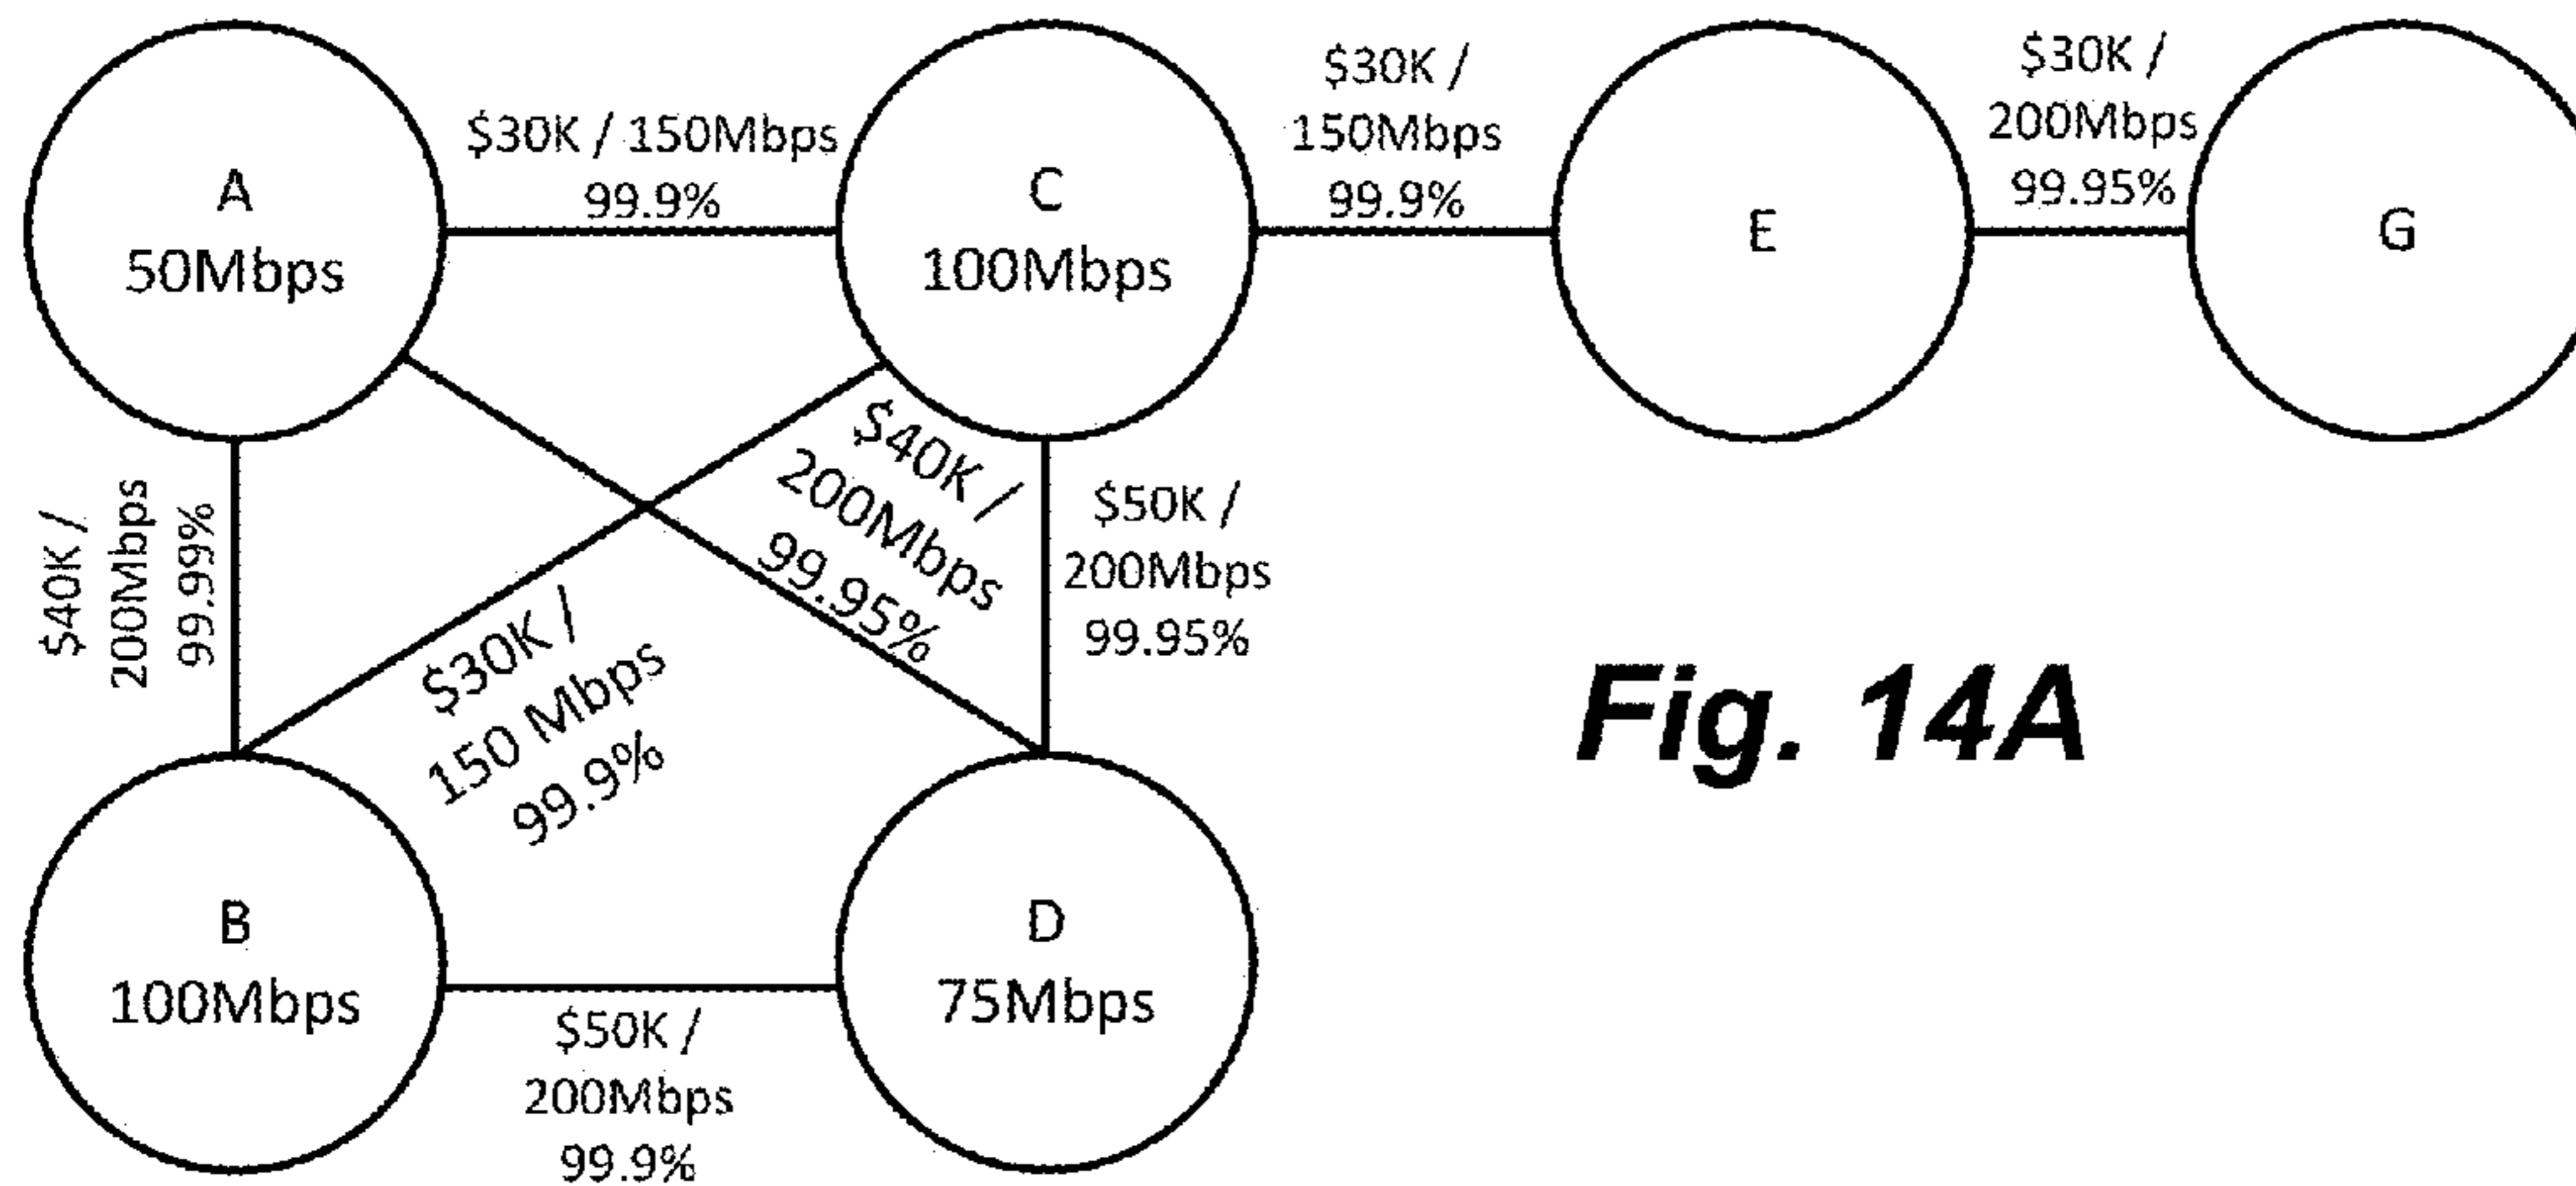 A
50Mbps
$30K / 150Mbps
99.9%
C
100Mbps
$30K /
150Mbps
99.9%
E
$30K /
200Mbps
99.95%
G
$40K /
200Mbps
99.99%
$30K /
150 Mbps
99.9%
$40K /
200Mbps
99.95%
$50K /
200Mbps
99.95%
B
100Mbps
$50K /
200Mbps
99.9%
D
75Mbps
Fig. 14A